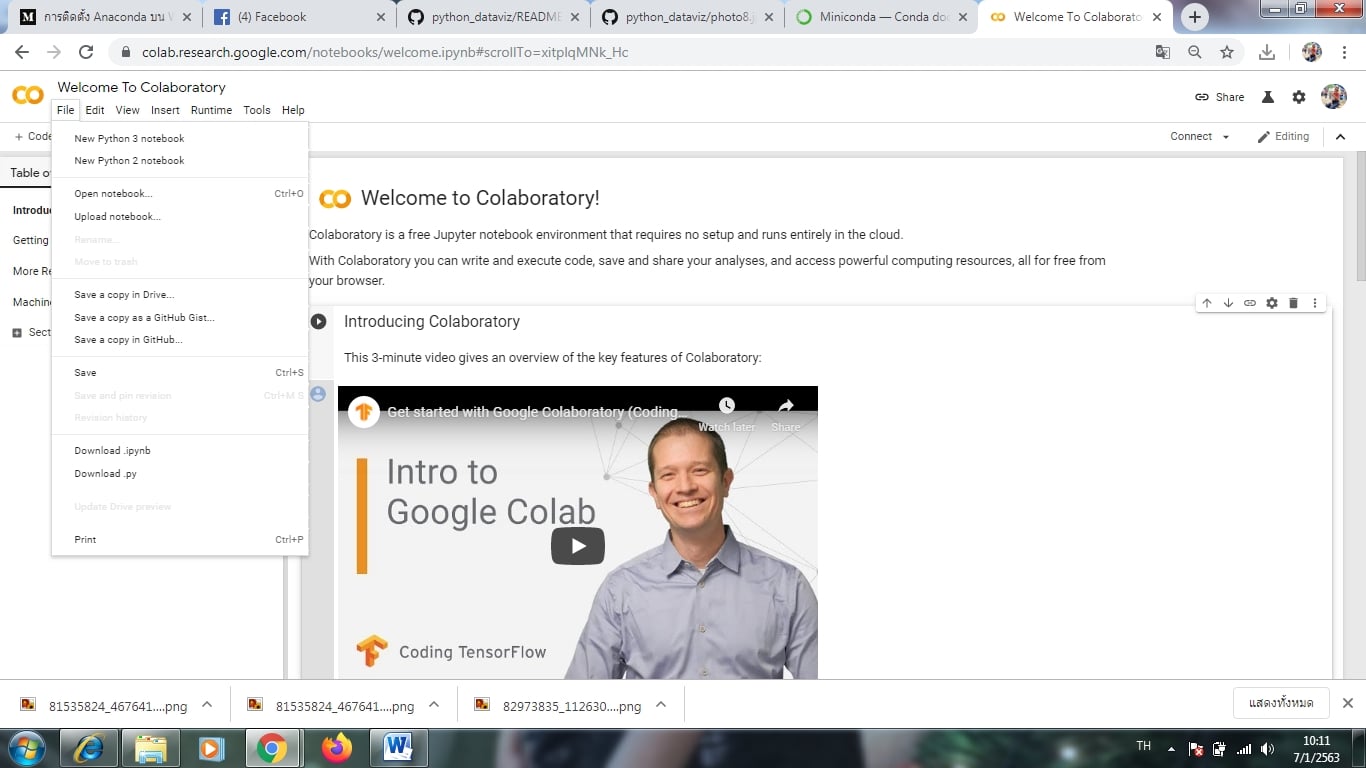 การติดตั้ง Anaconda บน W
(4) Facebook
python_dataviz/README
python_dataviz/photo8.j
Miniconda — Conda doc
Welcome To Colaborato
colab.research.google.com/notebooks/welcome.ipynb#scrollTo=xitplqMNk_Hc
Welcome To Colaboratory
File Edit View Insert Runtime Tools Help
Share
+ Code
Connect
Editing
New Python 3 notebook
New Python 2 notebook
Open notebook... Ctrl+O
Upload notebook...
Rename...
Move to trash
Save a copy in Drive...
Save a copy as a GitHub Gist...
Save a copy in GitHub...
Save Ctrl+S
Save and pin revision Ctrl+M S
Revision history
Download .ipynb
Download .py
Update Drive preview
Print Ctrl+P
Table of
Introdu
Getting
More Re
Machin
Sect
Welcome to Colaboratory!
Colaboratory is a free Jupyter notebook environment that requires no setup and runs entirely in the cloud.
With Colaboratory you can write and execute code, save and share your analyses, and access powerful computing resources, all for free from
your browser.
Introducing Colaboratory
This 3-minute video gives an overview of the key features of Colaboratory:
Get started with Google Colaboratory (Coding...
Watch later
Share
Intro to
Google Colab
Coding TensorFlow
81535824_467641....png
81535824_467641....png
82973835_112630....png
แสดงทั้งหมด
TH
10:11
7/1/2563